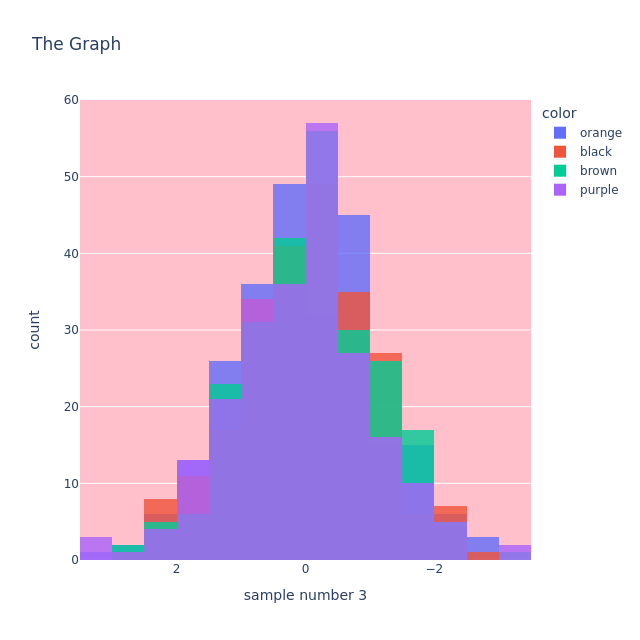 The Graph
color
orange
black
brown
purple
count
60
50
40
30
20
10
0
2
0
−2
sample number 3